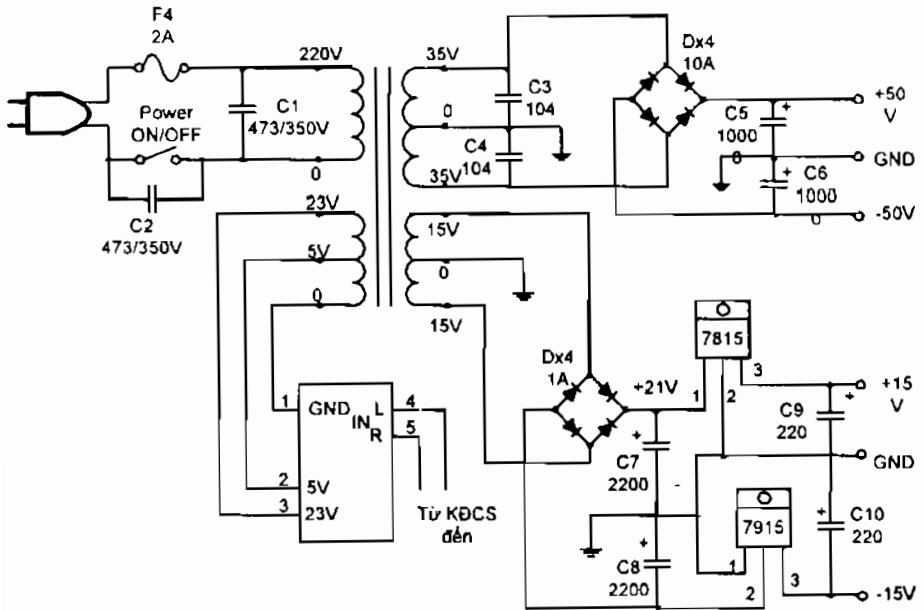 F4
2A
Power
ON/OFF
C1
473/350V
C2
473/350V
220V
0
35V
0
35V
C3
104
C4
104
Dx4
10A
C5
1000
0
C6
1000
0
+50
V
GND
-50V
23V
5V
0
15V
0
15V
1
GND
IN
L
4
R
5
2
5V
3
23V
Từ KĐCS
đến
Dx4
1A
+21V
C7
2200
C8
2200
7815
1
2
3
7915
1
2
3
C9
220
C10
220
+15
V
GND
-15V